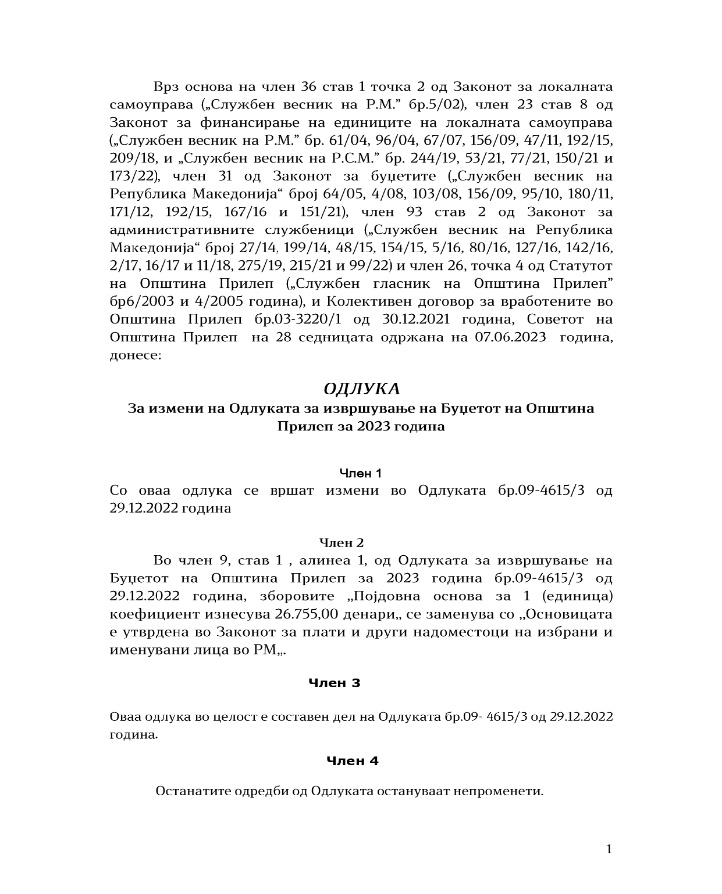 Врз основа на член 36 став 1 точка 2 од Законот за локалната
самоуправа („Службен весник на Р.М.” бр.5/02), член 23 став 8 од
Законот за финансирање на единиците на локалната самоуправа
(„Службен весник на Р.М.” бр. 61/04, 96/04, 67/07, 156/09, 47/11, 192/15,
209/18, и „Службен весник на Р.С.М.” бр. 244/19, 53/21, 77/21, 150/21 и
173/22), член 31 од Законот за буџетите („Службен весник на
Република Македонија“ број 64/05, 4/08, 103/08, 156/09, 95/10, 180/11,
171/12, 192/15, 167/16 и 151/21), член 93 став 2 од Законот за
административните службеници („Службен весник на Република
Македонија“ број 27/14, 199/14, 48/15, 154/15, 5/16, 80/16, 127/16, 142/16,
2/17, 16/17 и 11/18, 275/19, 215/21 и 99/22) и член 26, точка 4 од Статутот
на Општина Прилеп („Службен гласник на Општина Прилеп”
бр6/2003 и 4/2005 година), и Колективен договор за вработените во
Општина Прилеп бр.03-3220/1 од 30.12.2021 година, Советот на
Општина Прилеп на 28 седницата одржана на 07.06.2023 година,
донесе:
ОДЛУКА
За измени на Одлуката за извршување на Буџетот на Општина
Прилеп за 2023 година
Член 1
Со оваа одлука се вршат измени во Одлуката бр.09-4615/3 од
29.12.2022 година
Член 2
Во член 9, став 1 , алинеа 1, од Одлуката за извршување на
Буџетот на Општина Прилеп за 2023 година бр.09-4615/3 од
29.12.2022 година, зборовите ,,Појдовна основа за 1 (единица)
коефициент изнесува 26.755,00 денари,, се заменува со ,,Основицата
е утврдена во Законот за плати и други надоместоци на избрани и
именувани лица во РМ,,.
Член 3
Оваа одлука во целост е составен дел на Одлуката бр.09- 4615/3 од 29.12.2022
година.
Член 4
Останатите одредби од Одлуката остануваат непроменети.
1